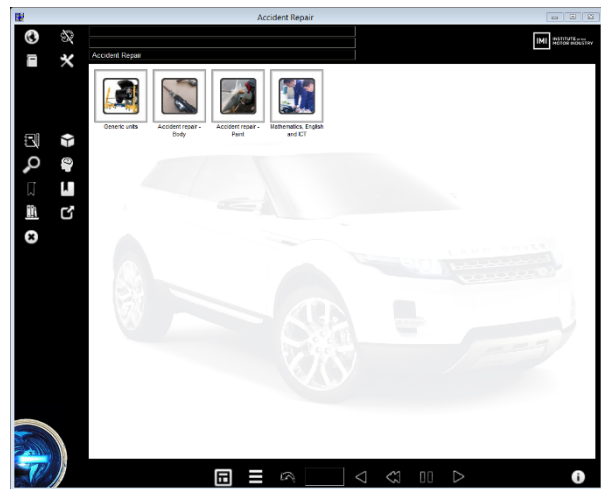 Accident Repair
IMI INSTITUTE OF THE
MOTOR INDUSTRY
Accident Repair
Generic units
Accident repair -
Body
Accident repair -
Paint
Mathematics, English
and ICT